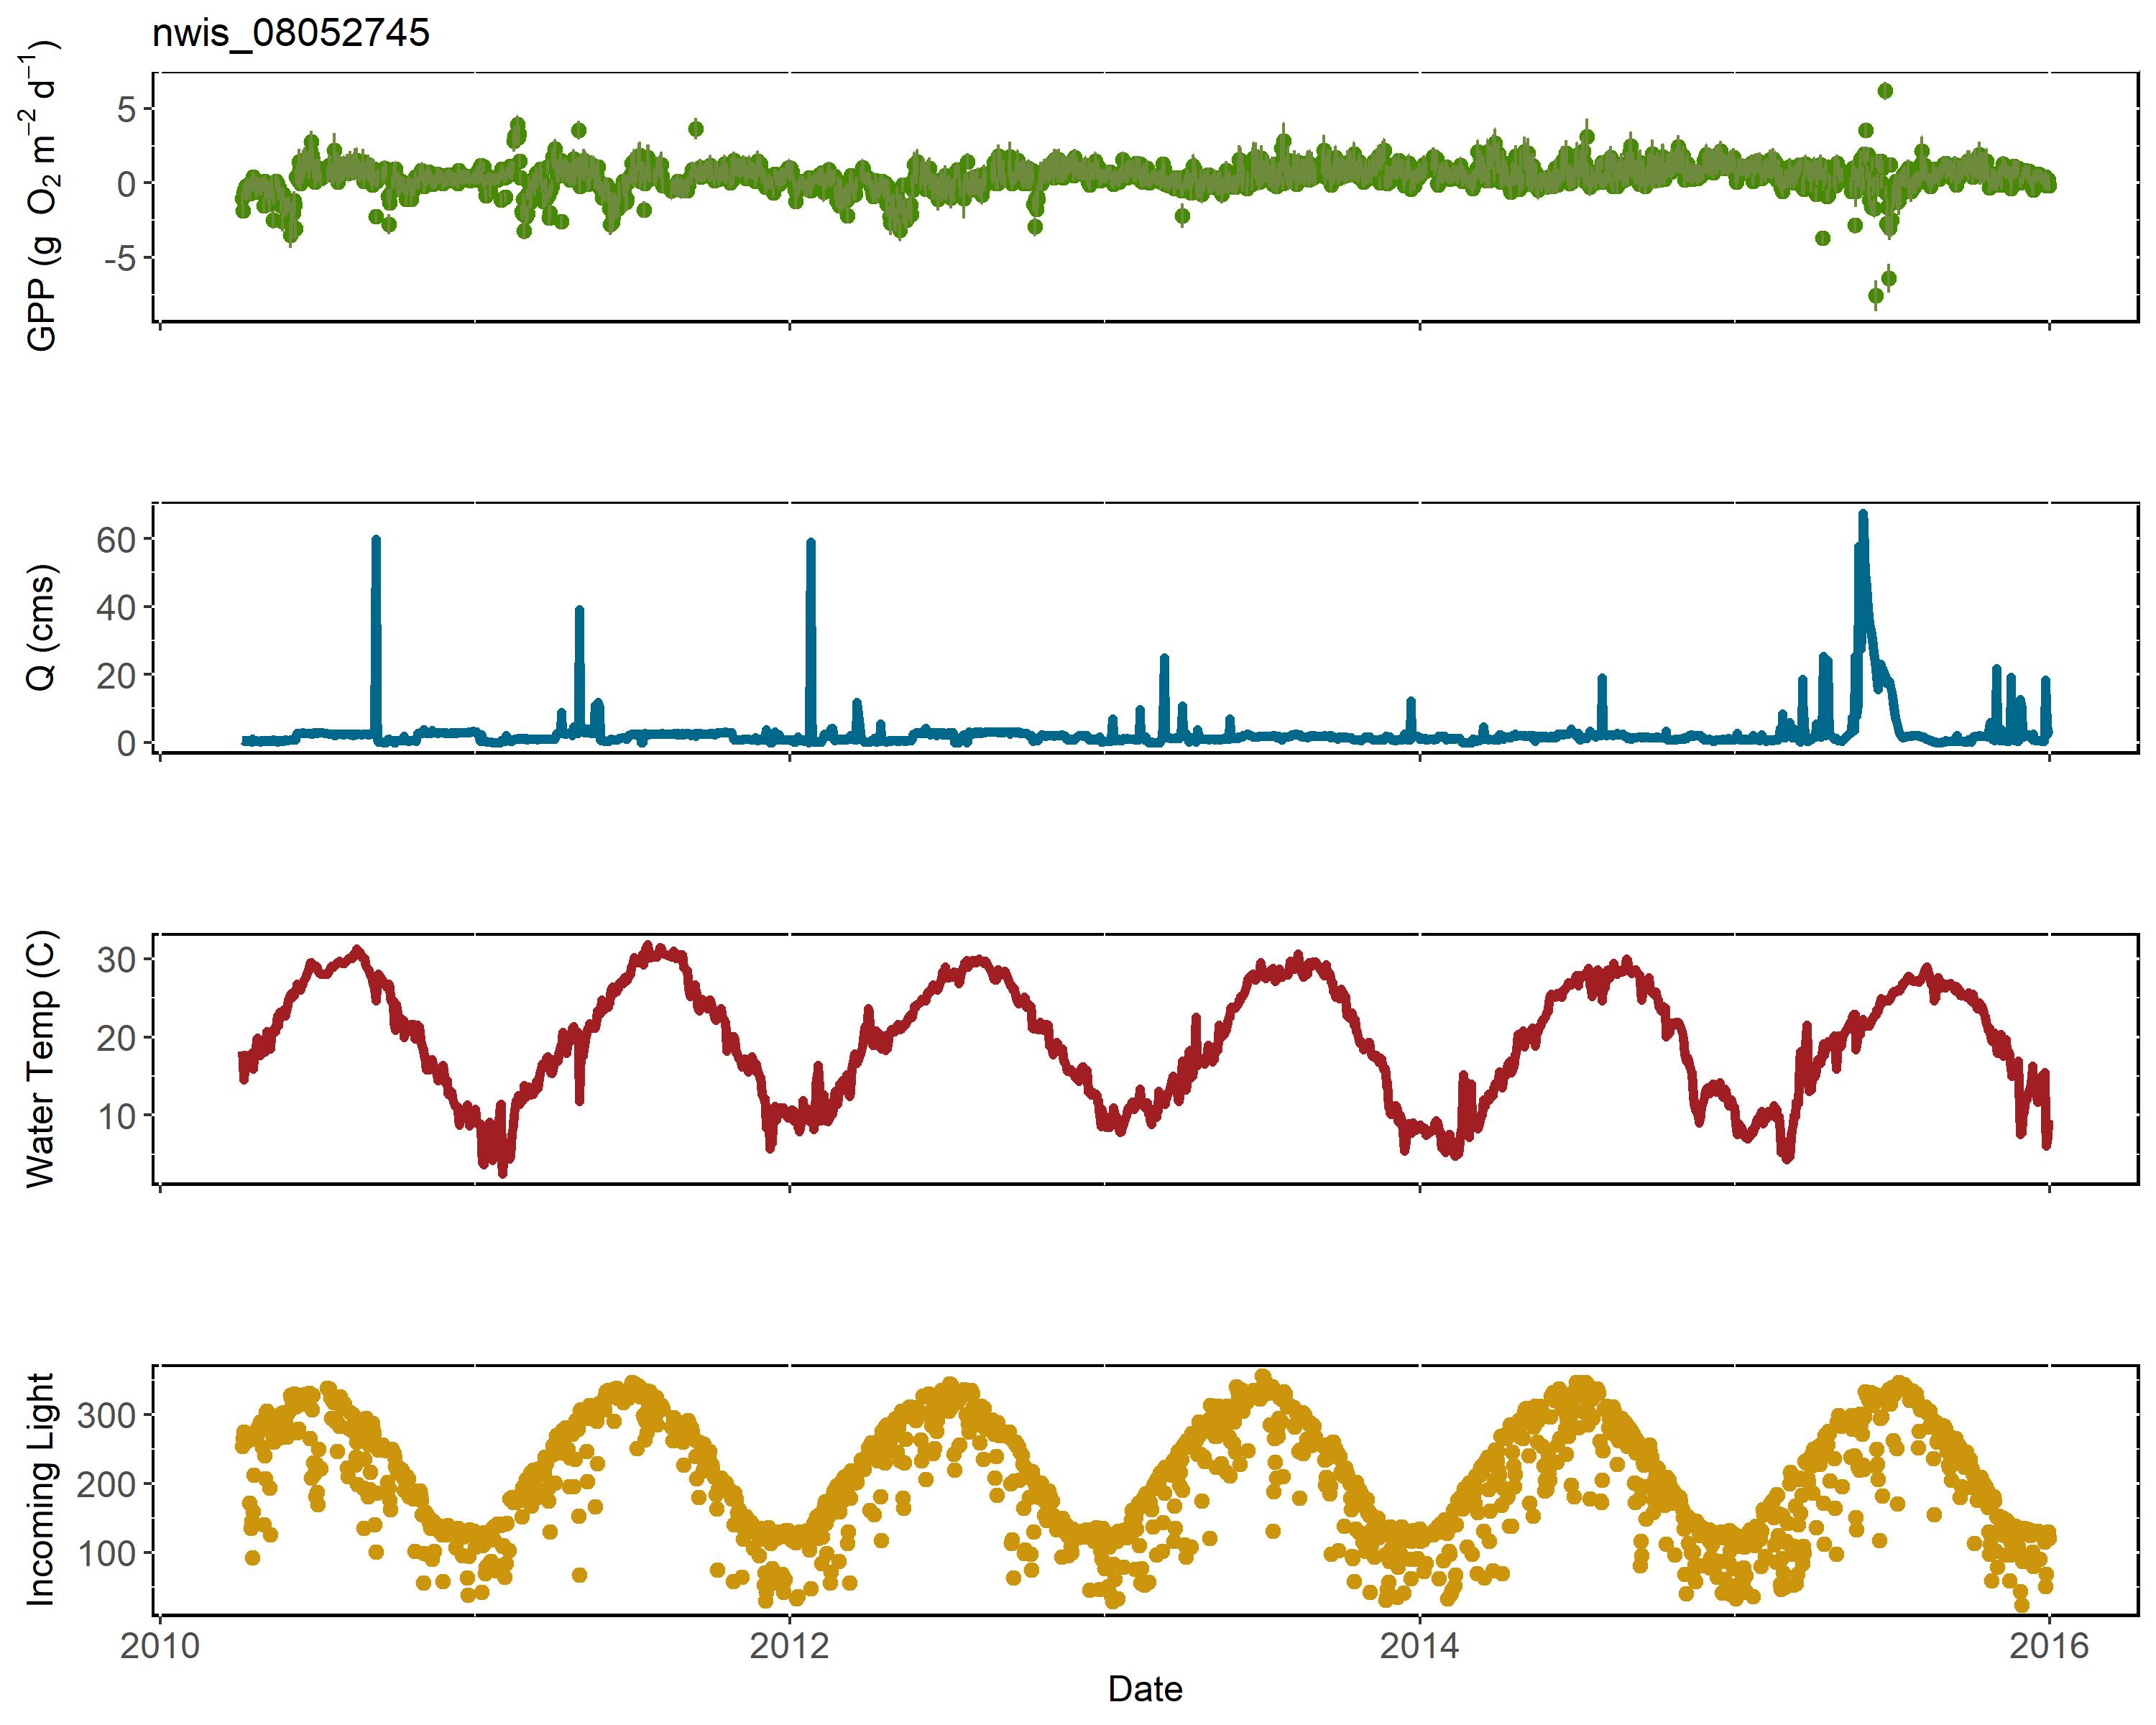 nwis_08052745
GPP (g O₂ m⁻² d⁻¹)
5
0
-5
Q (cms)
60
40
20
0
Water Temp (C)
30
20
10
Incoming Light
300
200
100
2010 2012 2014 2016
Date